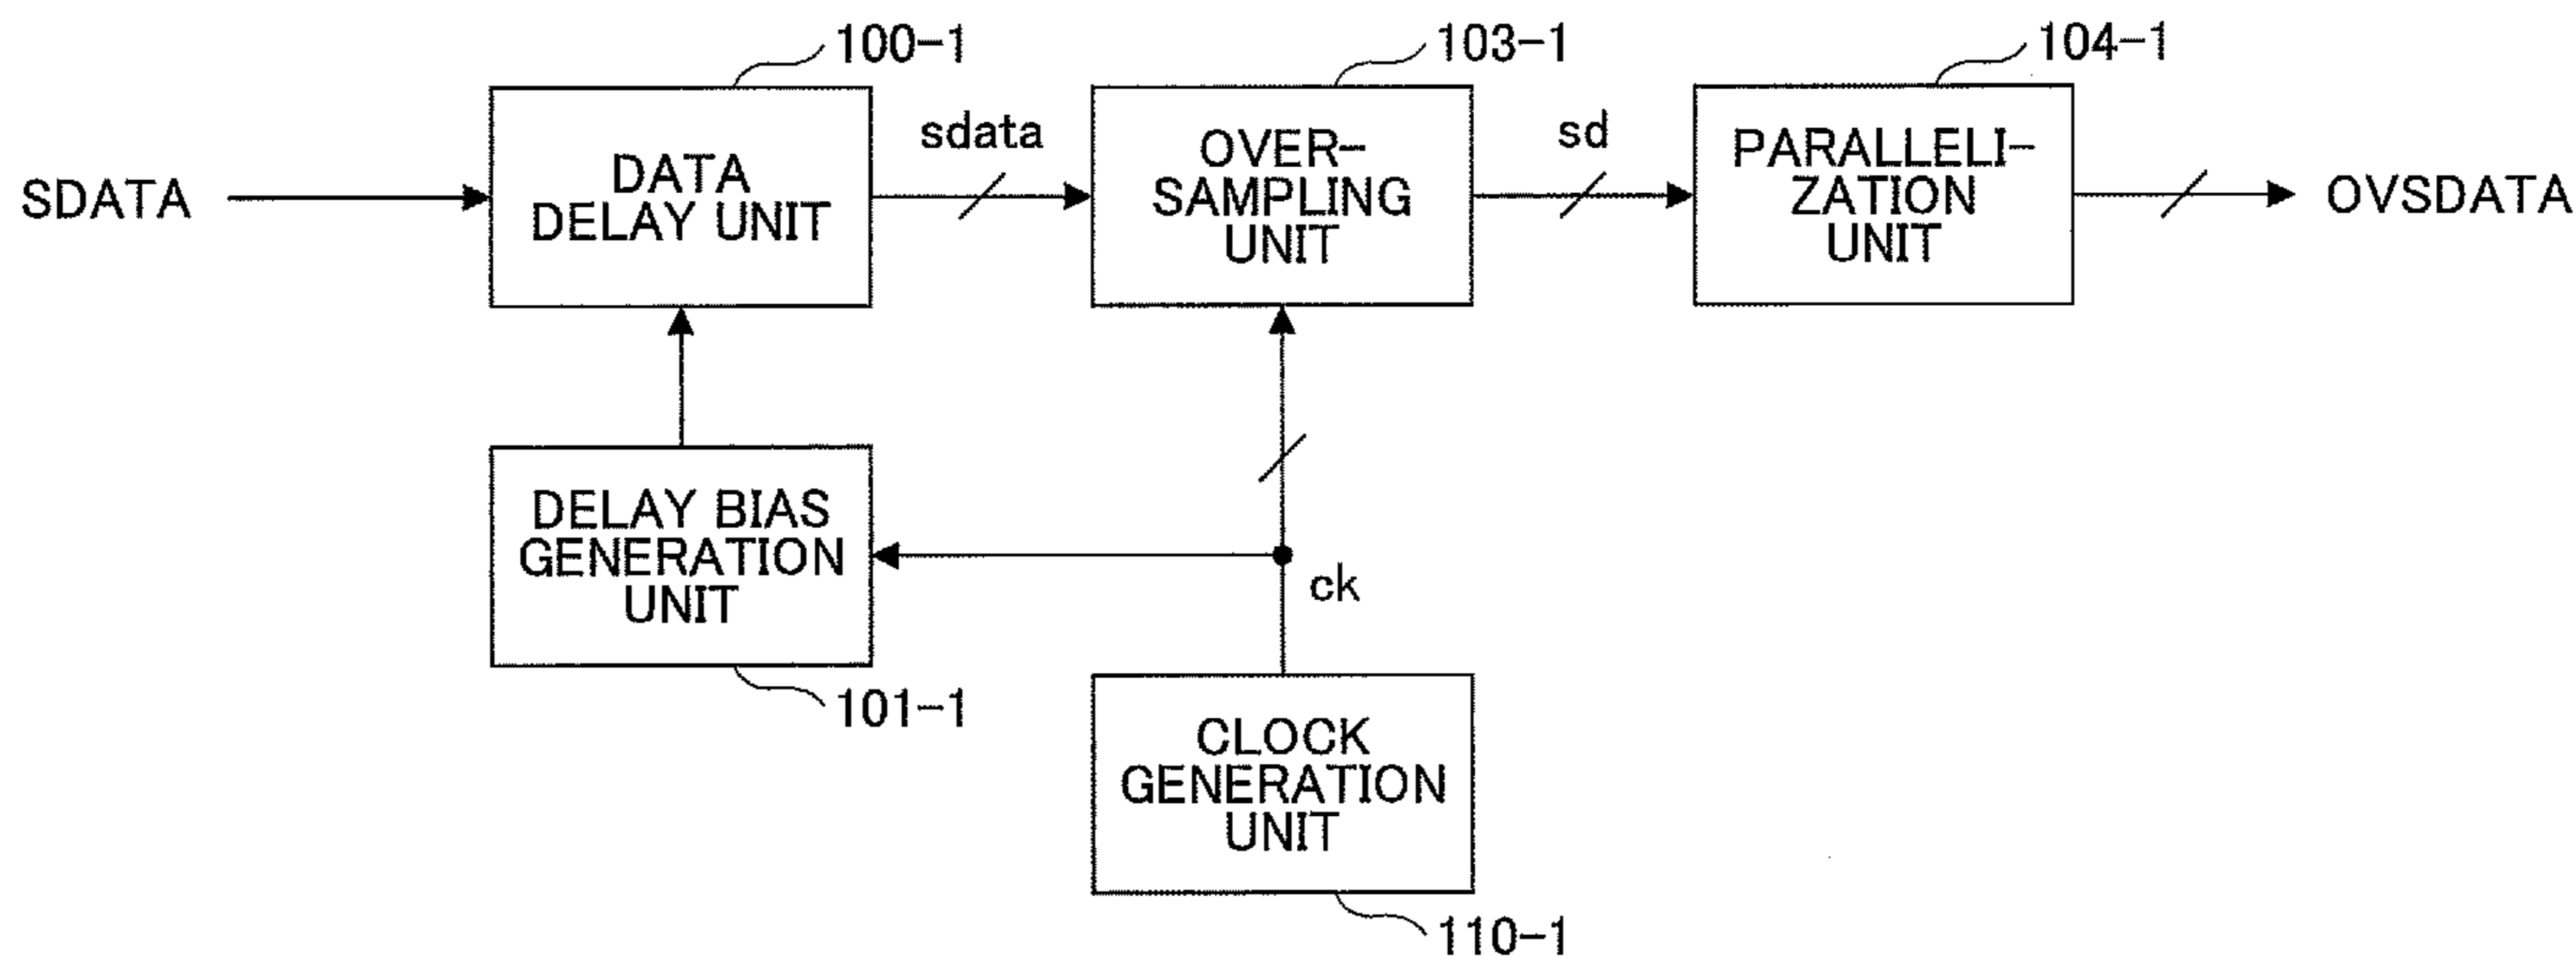 100-1
103-1
104-1
SDATA
DATA
DELAY UNIT
sdata
OVER-
SAMPLING
UNIT
sd
PARALLELI-
ZATION
UNIT
OVSDATA
DELAY BIAS
GENERATION
UNIT
101-1
ck
CLOCK
GENERATION
UNIT
110-1